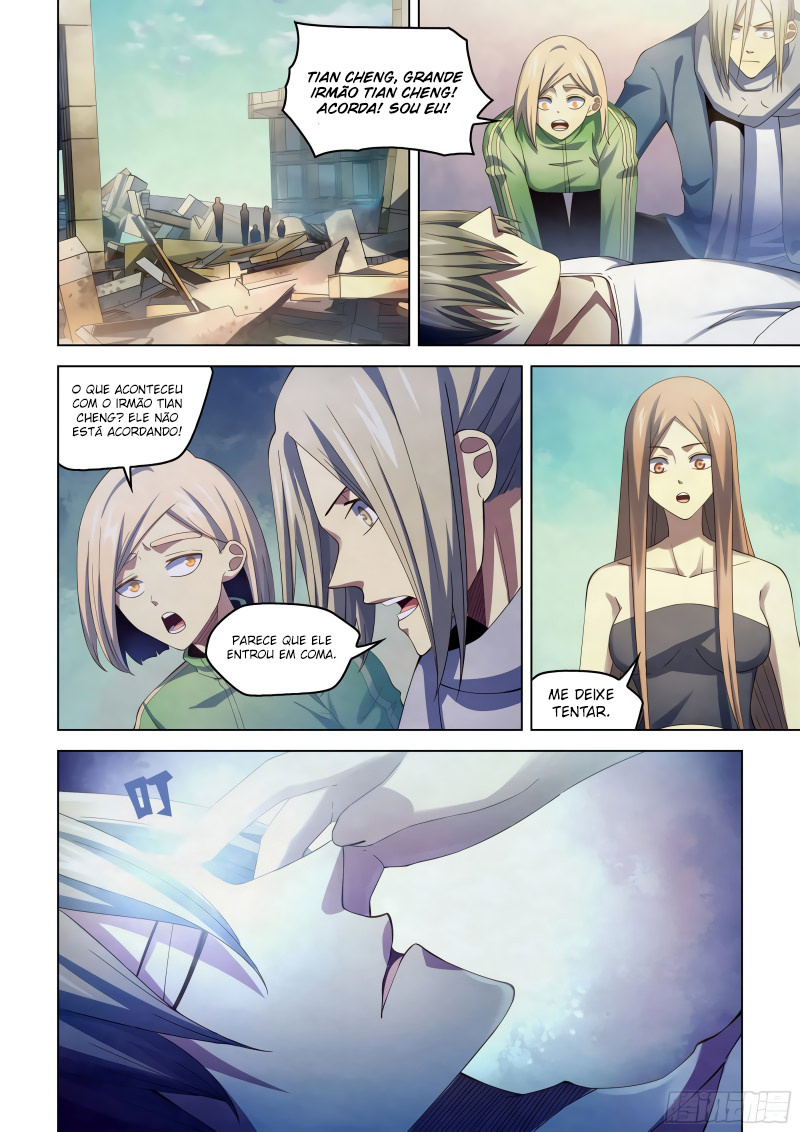 TIAN CHENG, GRANDE
IRMÃO TIAN CHENG!
ACORDA! SOU EU!
O QUE ACONTECEU
COM O IRMÃO TIAN
CHENG? ELE NÃO
ESTÁ ACORDANDO!
PARECE QUE ELE
ENTROU EM COMA.
ME DEIXE
TENTAR.
叮